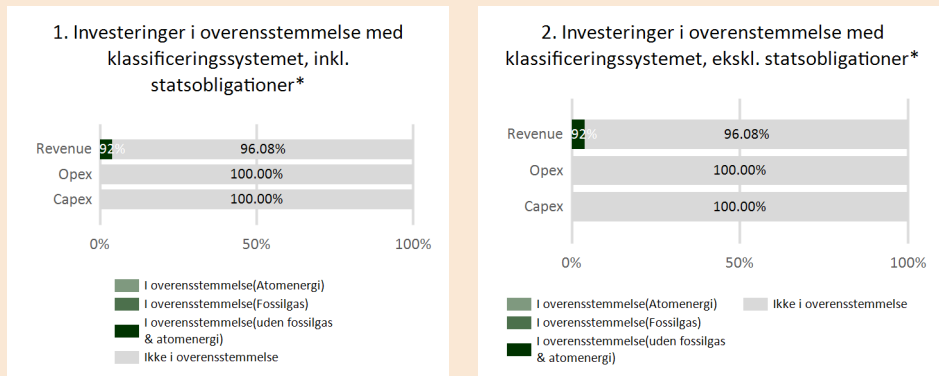 1. Investeringer i overensstemmelse med
klassificeringssystemet, inkl.
statsobligationer*
Revenue 92% 96.08%
Opex 100.00%
Capex 100.00%
0% 50% 100%
I overensstemmelse(Atomenergi)
I overensstemmelse(Fossilgas)
I overensstemmelse(uden fossilgas
& atomenergi)
Ikke i overensstemmelse
2. Investeringer i overenstemmelse med
klassificeringssystemet, ekskl. statsobligationer*
Revenue 92% 96.08%
Opex 100.00%
Capex 100.00%
0% 50% 100%
I overensstemmelse(Atomenergi) Ikke i overensstemmelse
I overensstemmelse(Fossilgas)
I overensstemmelse(uden fossilgas
& atomenergi)